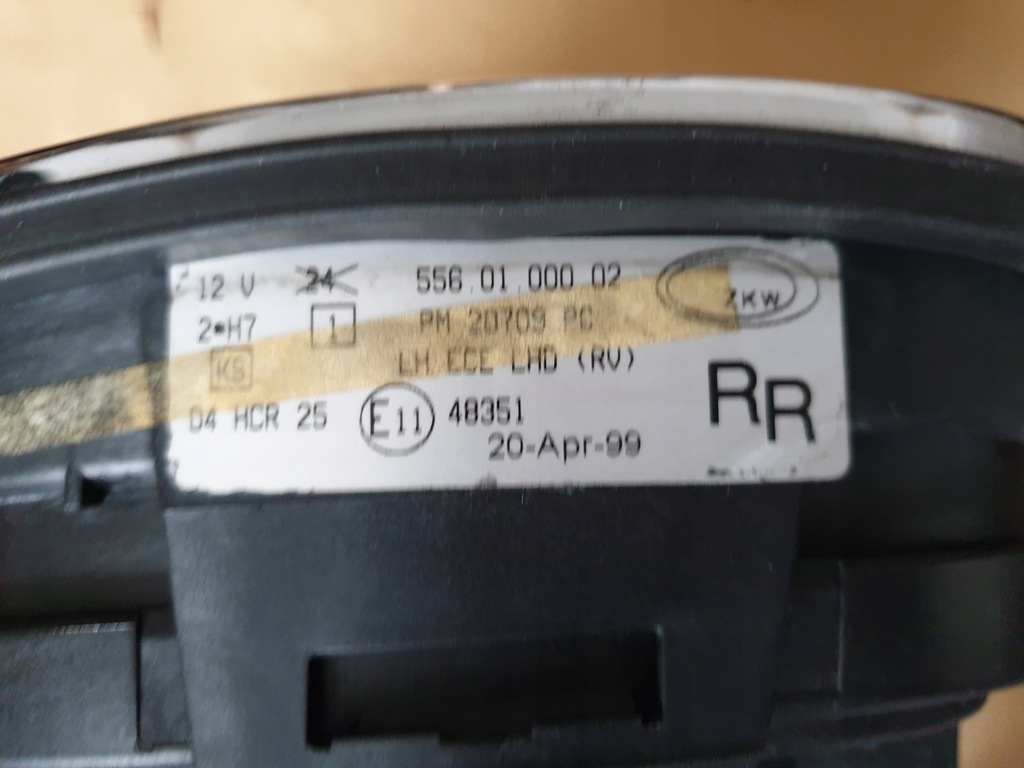 12 V 24 556.01.000.02
ZKW
2*H7 1 PM 20709 PC
KS LH ECE LHD (RV)
04 HCR 25 E11 48351
20-Apr-99
RR